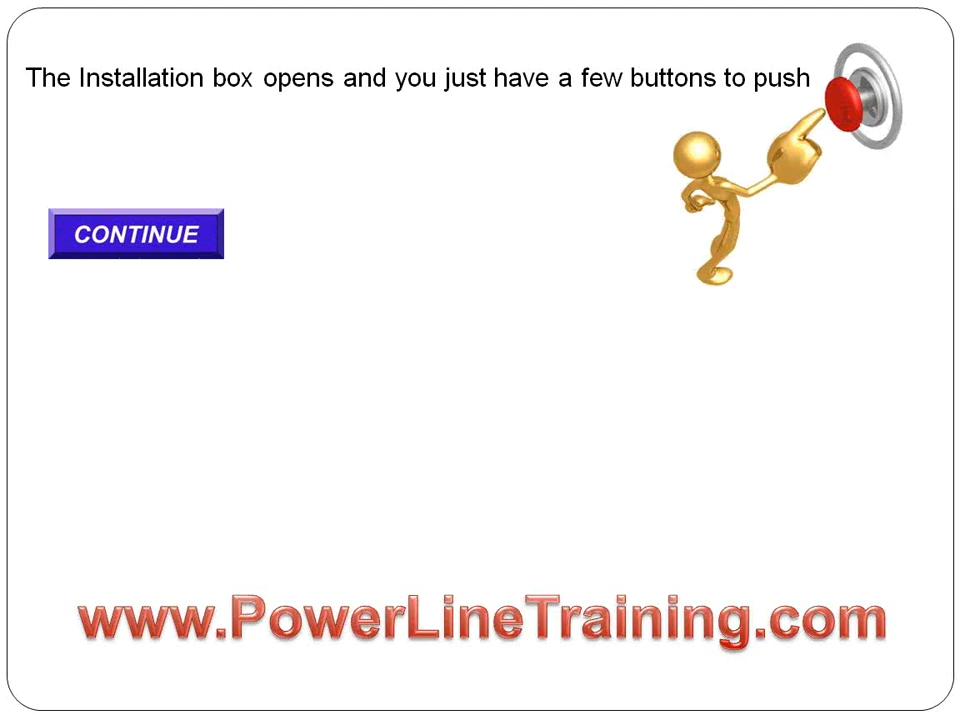 The Installation box opens and you just have a few buttons to push
CONTINUE
www.PowerLineTraining.com